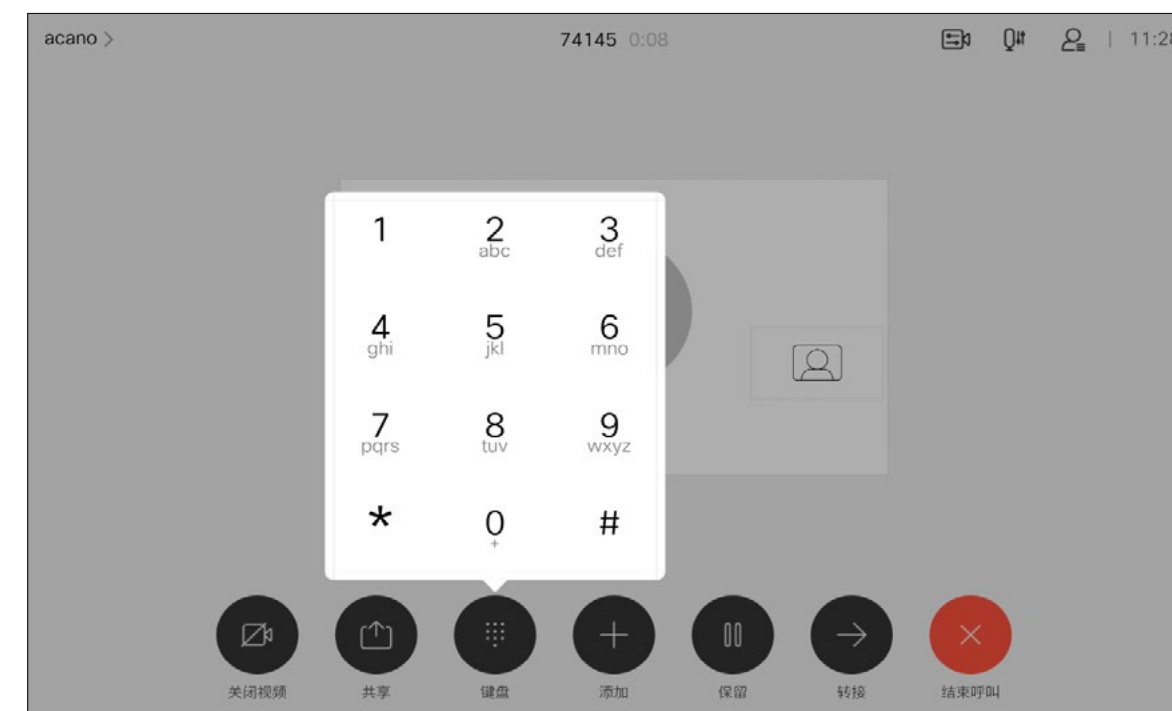 acano >
74145 0:08
11:28
1 2 3
abc def
4 5 6
ghi jkl mno
7 8 9
pqrs tuv wxyz
* 0 #
+
关闭视频 共享 键盘 添加 保留 转接 结束呼叫